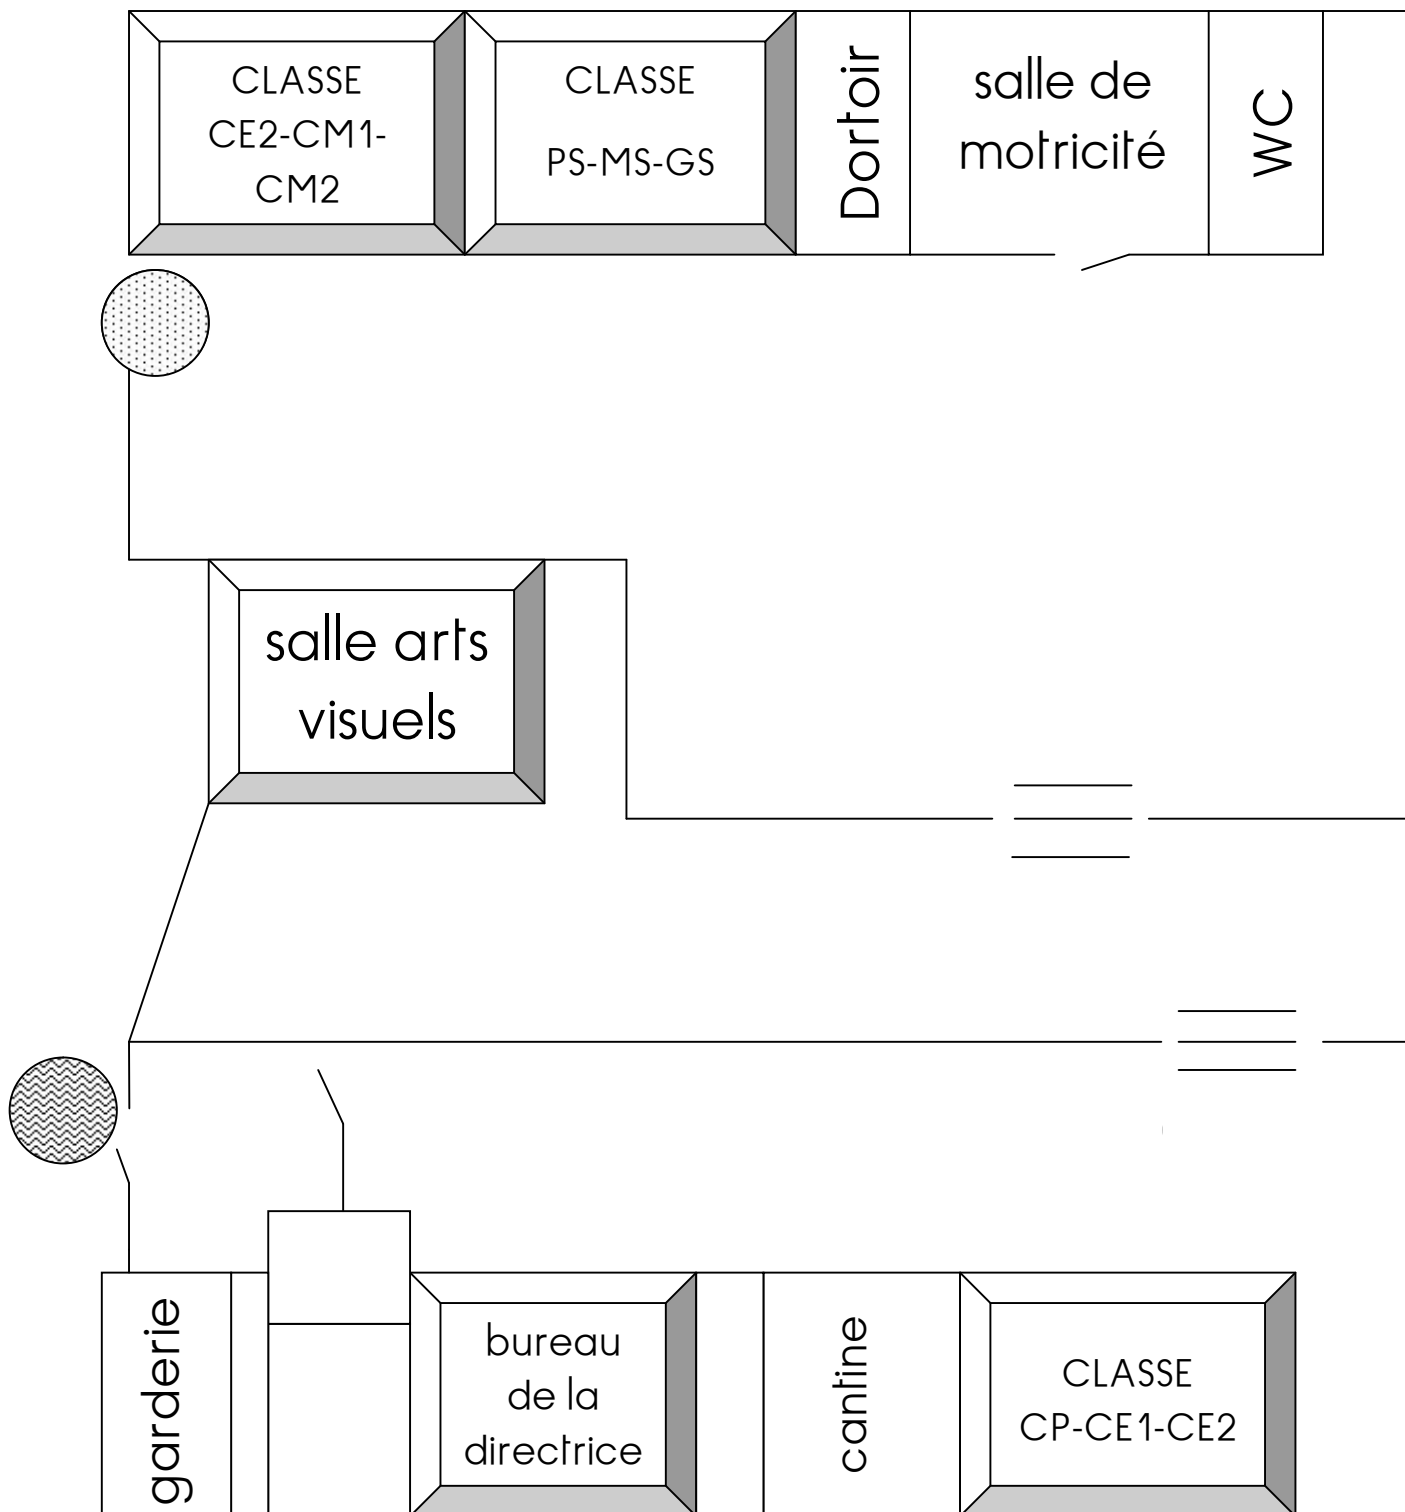 CLASSE
CE2-CM1-
CM2
CLASSE
PS-MS-GS
Dortoir
salle de
motricité
WC
salle arts
visuels
garderie
bureau
de la
directrice
cantine
CLASSE
CP-CE1-CE2